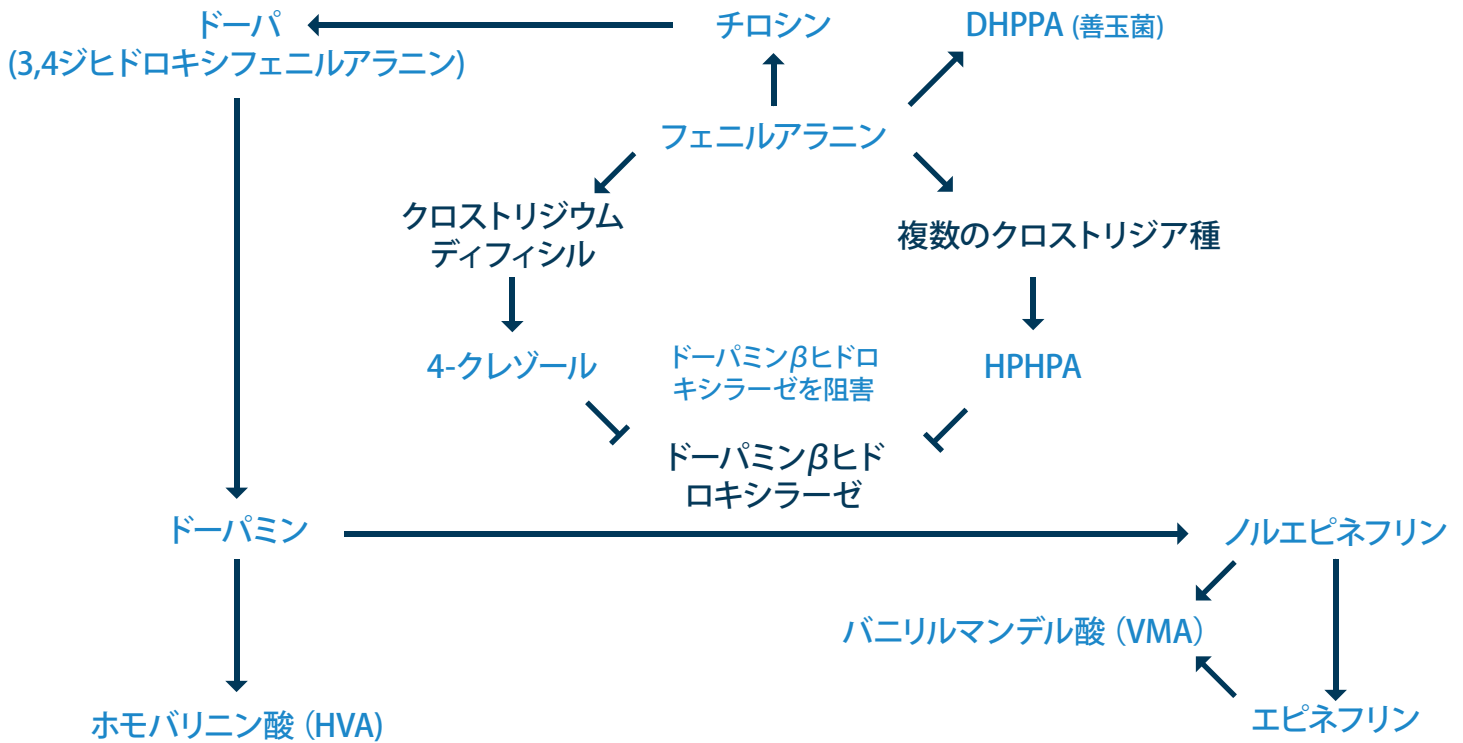 ドーパ
(3,4ジヒドロキシフェニルアラニン)
チロシン
DHPPA (善玉菌)
フェニルアラニン
クロストリジウム
ディフィシル
複数のクロストリジア種
4-クレゾール
ドーパミンβヒドロ
キシラーゼを阻害
HPHPA
ドーパミンβヒド
ロキシラーゼ
ドーパミン
ノルエピネフリン
バニリルマンデル酸（VMA）
ホモバリニン酸（HVA)
エピネフリン